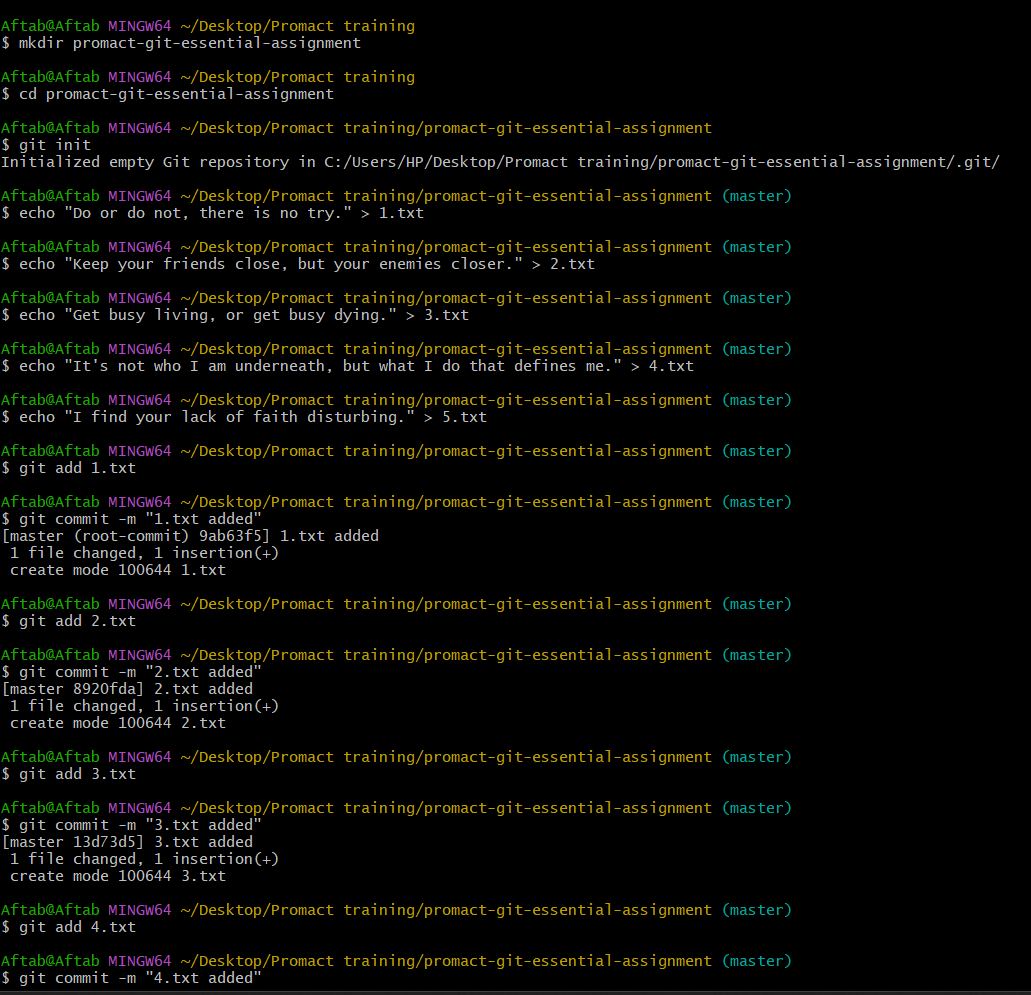 Aftab@Aftab MINGW64 ~/Desktop/Promact training
$ mkdir promact-git-essential-assignment
Aftab@Aftab MINGW64 ~/Desktop/Promact training
$ cd promact-git-essential-assignment
Aftab@Aftab MINGW64 ~/Desktop/Promact training/promact-git-essential-assignment
$ git init
Initialized empty Git repository in C:/Users/HP/Desktop/Promact training/promact-git-essential-assignment/.git/
Aftab@Aftab MINGW64 ~/Desktop/Promact training/promact-git-essential-assignment (master)
$ echo "Do or do not, there is no try." > 1.txt
Aftab@Aftab MINGW64 ~/Desktop/Promact training/promact-git-essential-assignment (master)
$ echo "Keep your friends close, but your enemies closer." > 2.txt
Aftab@Aftab MINGW64 ~/Desktop/Promact training/promact-git-essential-assignment (master)
$ echo "Get busy living, or get busy dying." > 3.txt
Aftab@Aftab MINGW64 ~/Desktop/Promact training/promact-git-essential-assignment (master)
$ echo "It's not who I am underneath, but what I do that defines me." > 4.txt
Aftab@Aftab MINGW64 ~/Desktop/Promact training/promact-git-essential-assignment (master)
$ echo "I find your lack of faith disturbing." > 5.txt
Aftab@Aftab MINGW64 ~/Desktop/Promact training/promact-git-essential-assignment (master)
$ git add 1.txt
Aftab@Aftab MINGW64 ~/Desktop/Promact training/promact-git-essential-assignment (master)
$ git commit -m "1.txt added"
[master (root-commit) 9ab63f5] 1.txt added
 1 file changed, 1 insertion(+)
 create mode 100644 1.txt
Aftab@Aftab MINGW64 ~/Desktop/Promact training/promact-git-essential-assignment (master)
$ git add 2.txt
Aftab@Aftab MINGW64 ~/Desktop/Promact training/promact-git-essential-assignment (master)
$ git commit -m "2.txt added"
[master 8920fda] 2.txt added
 1 file changed, 1 insertion(+)
 create mode 100644 2.txt
Aftab@Aftab MINGW64 ~/Desktop/Promact training/promact-git-essential-assignment (master)
$ git add 3.txt
Aftab@Aftab MINGW64 ~/Desktop/Promact training/promact-git-essential-assignment (master)
$ git commit -m "3.txt added"
[master 13d73d5] 3.txt added
 1 file changed, 1 insertion(+)
 create mode 100644 3.txt
Aftab@Aftab MINGW64 ~/Desktop/Promact training/promact-git-essential-assignment (master)
$ git add 4.txt
Aftab@Aftab MINGW64 ~/Desktop/Promact training/promact-git-essential-assignment (master)
$ git commit -m "4.txt added"